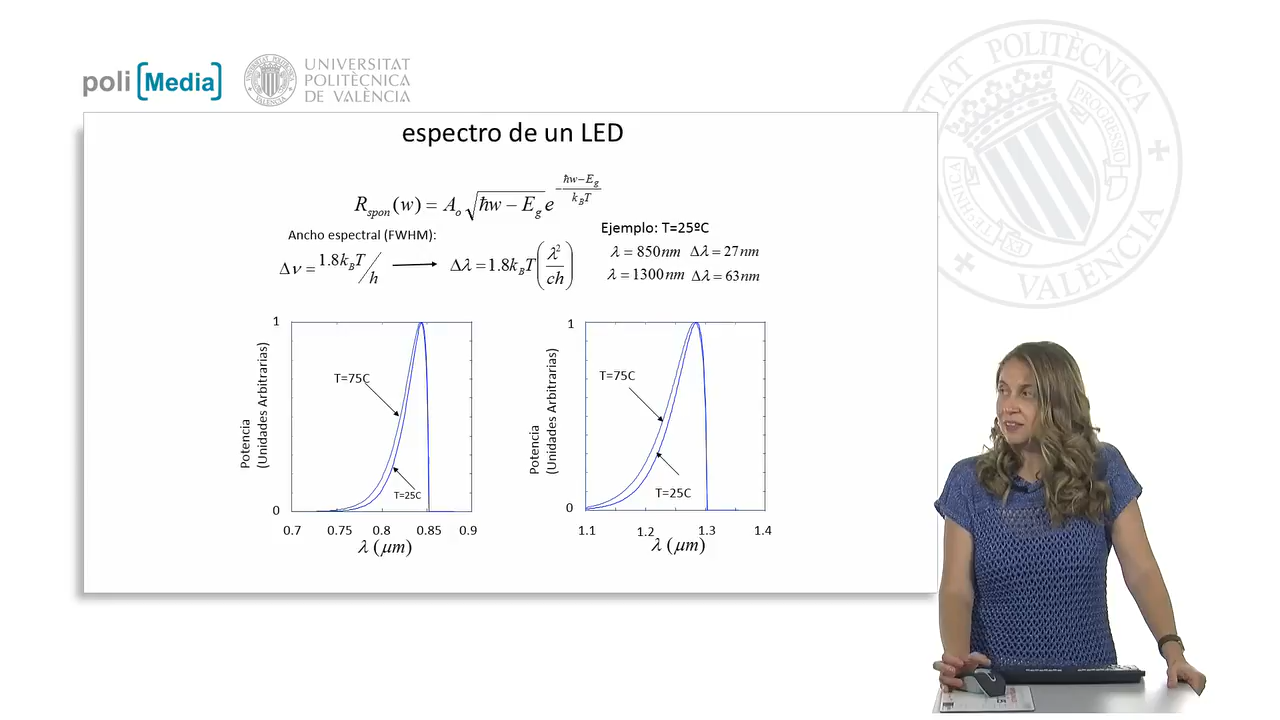 poli [Media]
UNIVERSITAT
POLITÈCNICA
DE VALÈNCIA
espectro de un LED
R_spon(w) = A_o √(ħw − E_g) e^(−(ħw−E_g)/(k_BT))
Ancho espectral (FWHM):
Ejemplo: T=25ºC
Δν = 1.8k_BT/h → Δλ = 1.8k_BT(λ²/ch)
λ = 850nm Δλ = 27nm
λ = 1300nm Δλ = 63nm
Potencia
(Unidades Arbitrarias)
1
0
T=75C
T=25C
0.7 0.75 0.8 0.85 0.9
λ (μm)
Potencia
(Unidades Arbitrarias)
1
0
T=75C
T=25C
1.1 1.2 1.3 1.4
λ (μm)
POLITÈCNICA
VALÈNCIA